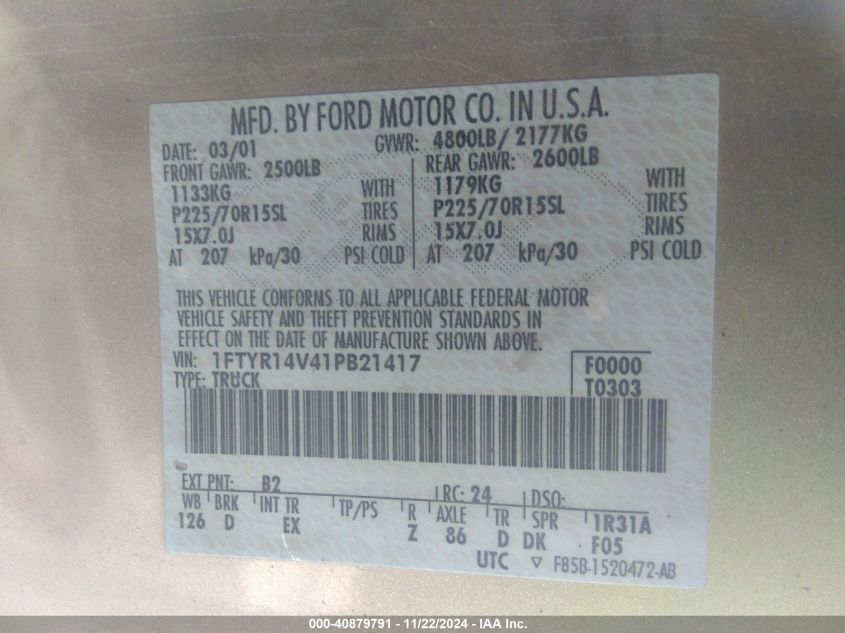 MFD. BY FORD MOTOR CO. IN U.S.A.
DATE: 03/01 GVWR: 4800LB/ 2177KG
FRONT GAWR: 2500LB REAR GAWR: 2600LB
1133KG WITH 1179KG WITH
P225/70R15SL TIRES P225/70R15SL TIRES
15X7.0J RIMS 15X7.0J RIMS
AT 207 kPa/30 PSI COLD AT 207 kPa/30 PSI COLD
THIS VEHICLE CONFORMS TO ALL APPLICABLE FEDERAL MOTOR
VEHICLE SAFETY AND THEFT PREVENTION STANDARDS IN
EFFECT ON THE DATE OF MANUFACTURE SHOWN ABOVE.
VIN: 1FTYR14V41PB21417 F0000
TYPE: TRUCK T0303
EXT PNT: B2 RC: 24 DSO:
WB BRK INT TR TP/PS R AXLE TR SPR 1R31A
126 D EX Z 86 D DK F05
UTC ▽ F85B-1520472-AB
000-40879791 - 11/22/2024 - IAA Inc.